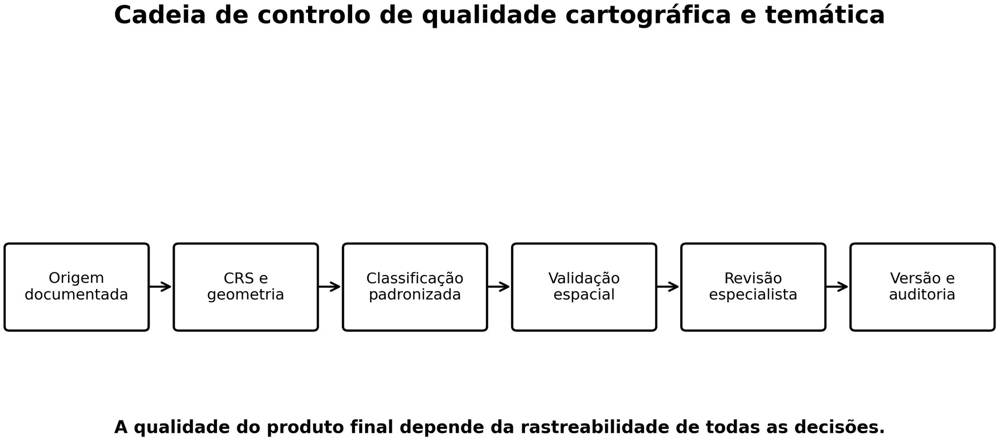 Cadeia de controlo de qualidade cartográfica e temática
Origem
documentada
CRS e
geometria
Classificação
padronizada
Validação
espacial
Revisão
especialista
Versão e
auditoria
A qualidade do produto final depende da rastreabilidade de todas as decisões.